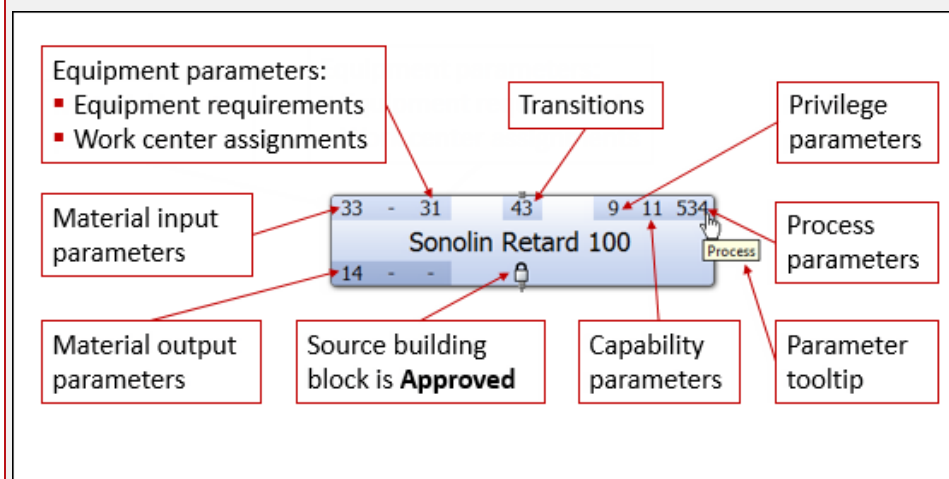 Equipment parameters:
▪ Equipment requirements
▪ Work center assignments
Transitions
Privilege
parameters
Material input
parameters
33 - 31 43 9 11 534
Sonolin Retard 100
14 - -
Process
Process
parameters
Material output
parameters
Source building
block is Approved
Capability
parameters
Parameter
tooltip